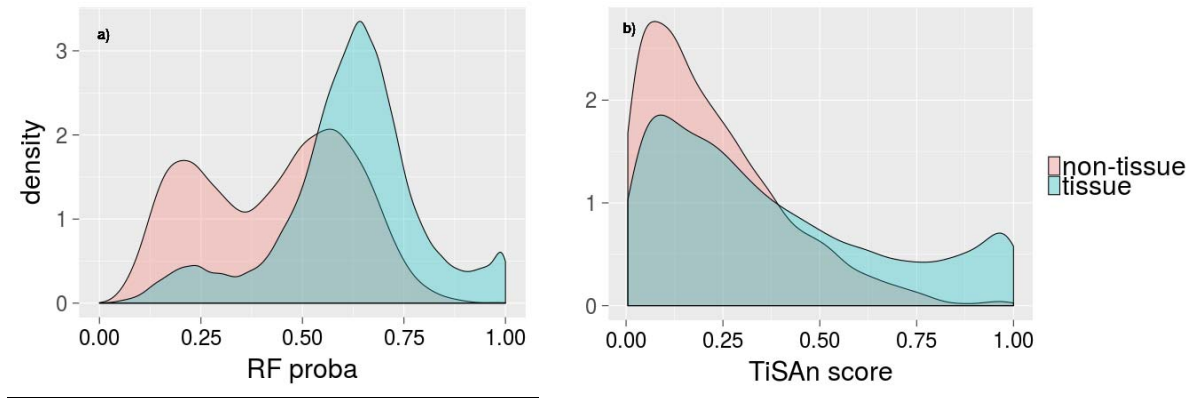 a)
3
2
1
0
density
0.00 0.25 0.50 0.75 1.00
RF proba
b)
2
1
0
0.00 0.25 0.50 0.75 1.00
TiSAn score
non-tissue
tissue